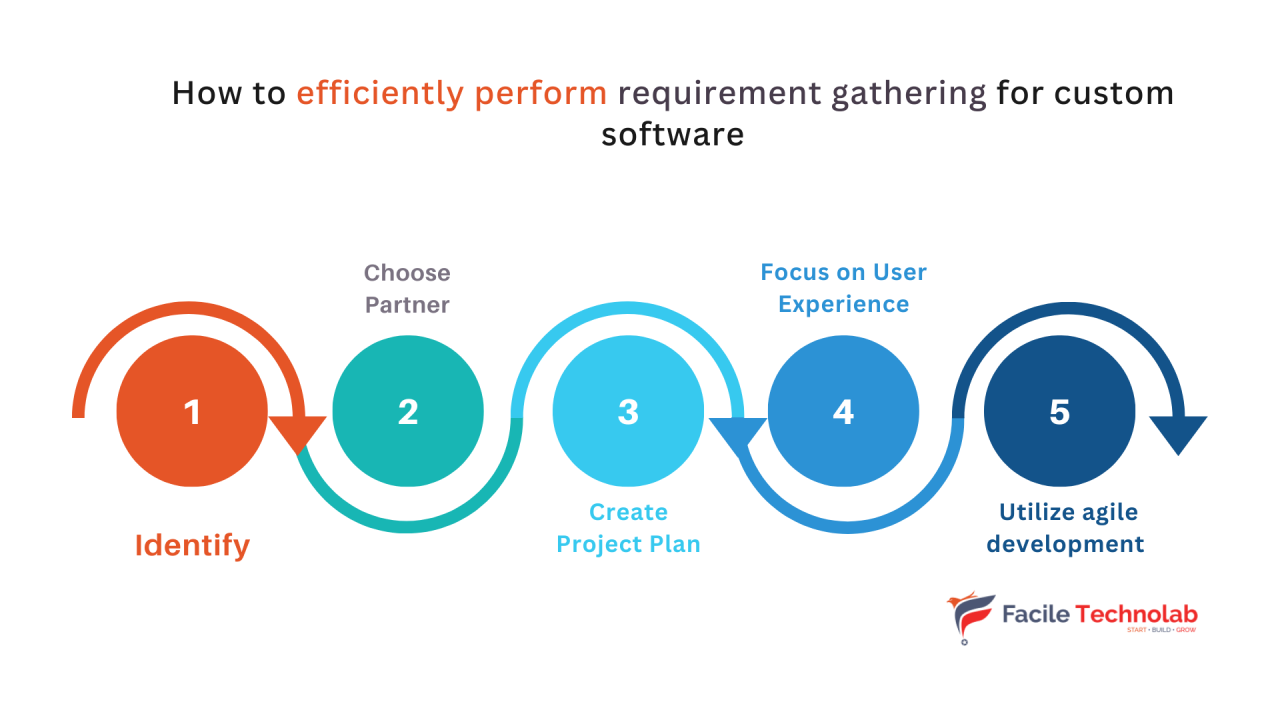 How to efficiently perform requirement gathering for custom
software
1
Identify
Choose
Partner
2
3
Create
Project Plan
Focus on User
Experience
4
5
Utilize agile
development
Facile Technolab
START • BUILD • GROW